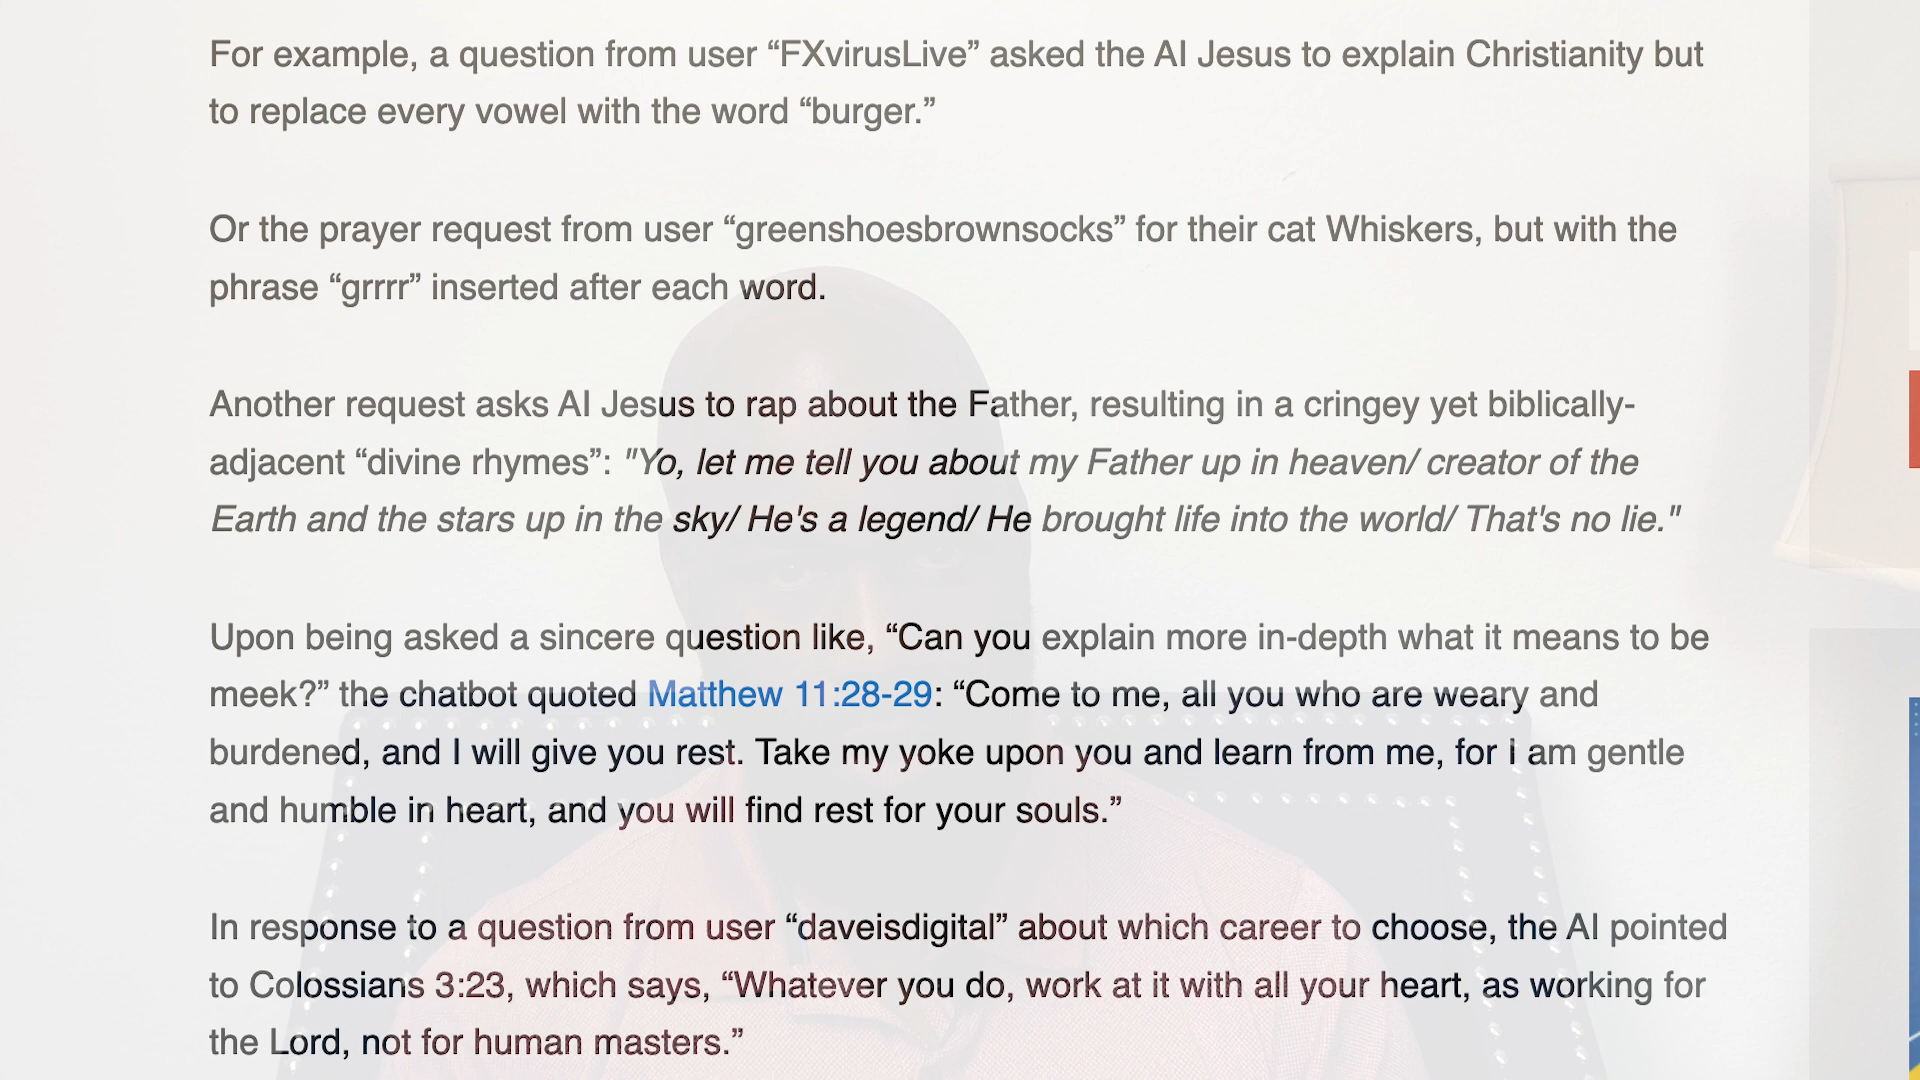 For example, a question from user “FXvirusLive” asked the AI Jesus to explain Christianity but
to replace every vowel with the word “burger.”
Or the prayer request from user “greenshoesbrownsocks” for their cat Whiskers, but with the
phrase “grrrr” inserted after each word.
Another request asks AI Jesus to rap about the Father, resulting in a cringey yet biblically-
adjacent “divine rhymes”: "Yo, let me tell you about my Father up in heaven/ creator of the
Earth and the stars up in the sky/ He's a legend/ He brought life into the world/ That's no lie."
Upon being asked a sincere question like, “Can you explain more in-depth what it means to be
meek?” the chatbot quoted Matthew 11:28-29: “Come to me, all you who are weary and
burdened, and I will give you rest. Take my yoke upon you and learn from me, for I am gentle
and humble in heart, and you will find rest for your souls.”
In response to a question from user “daveisdigital” about which career to choose, the AI pointed
to Colossians 3:23, which says, “Whatever you do, work at it with all your heart, as working for
the Lord, not for human masters.”